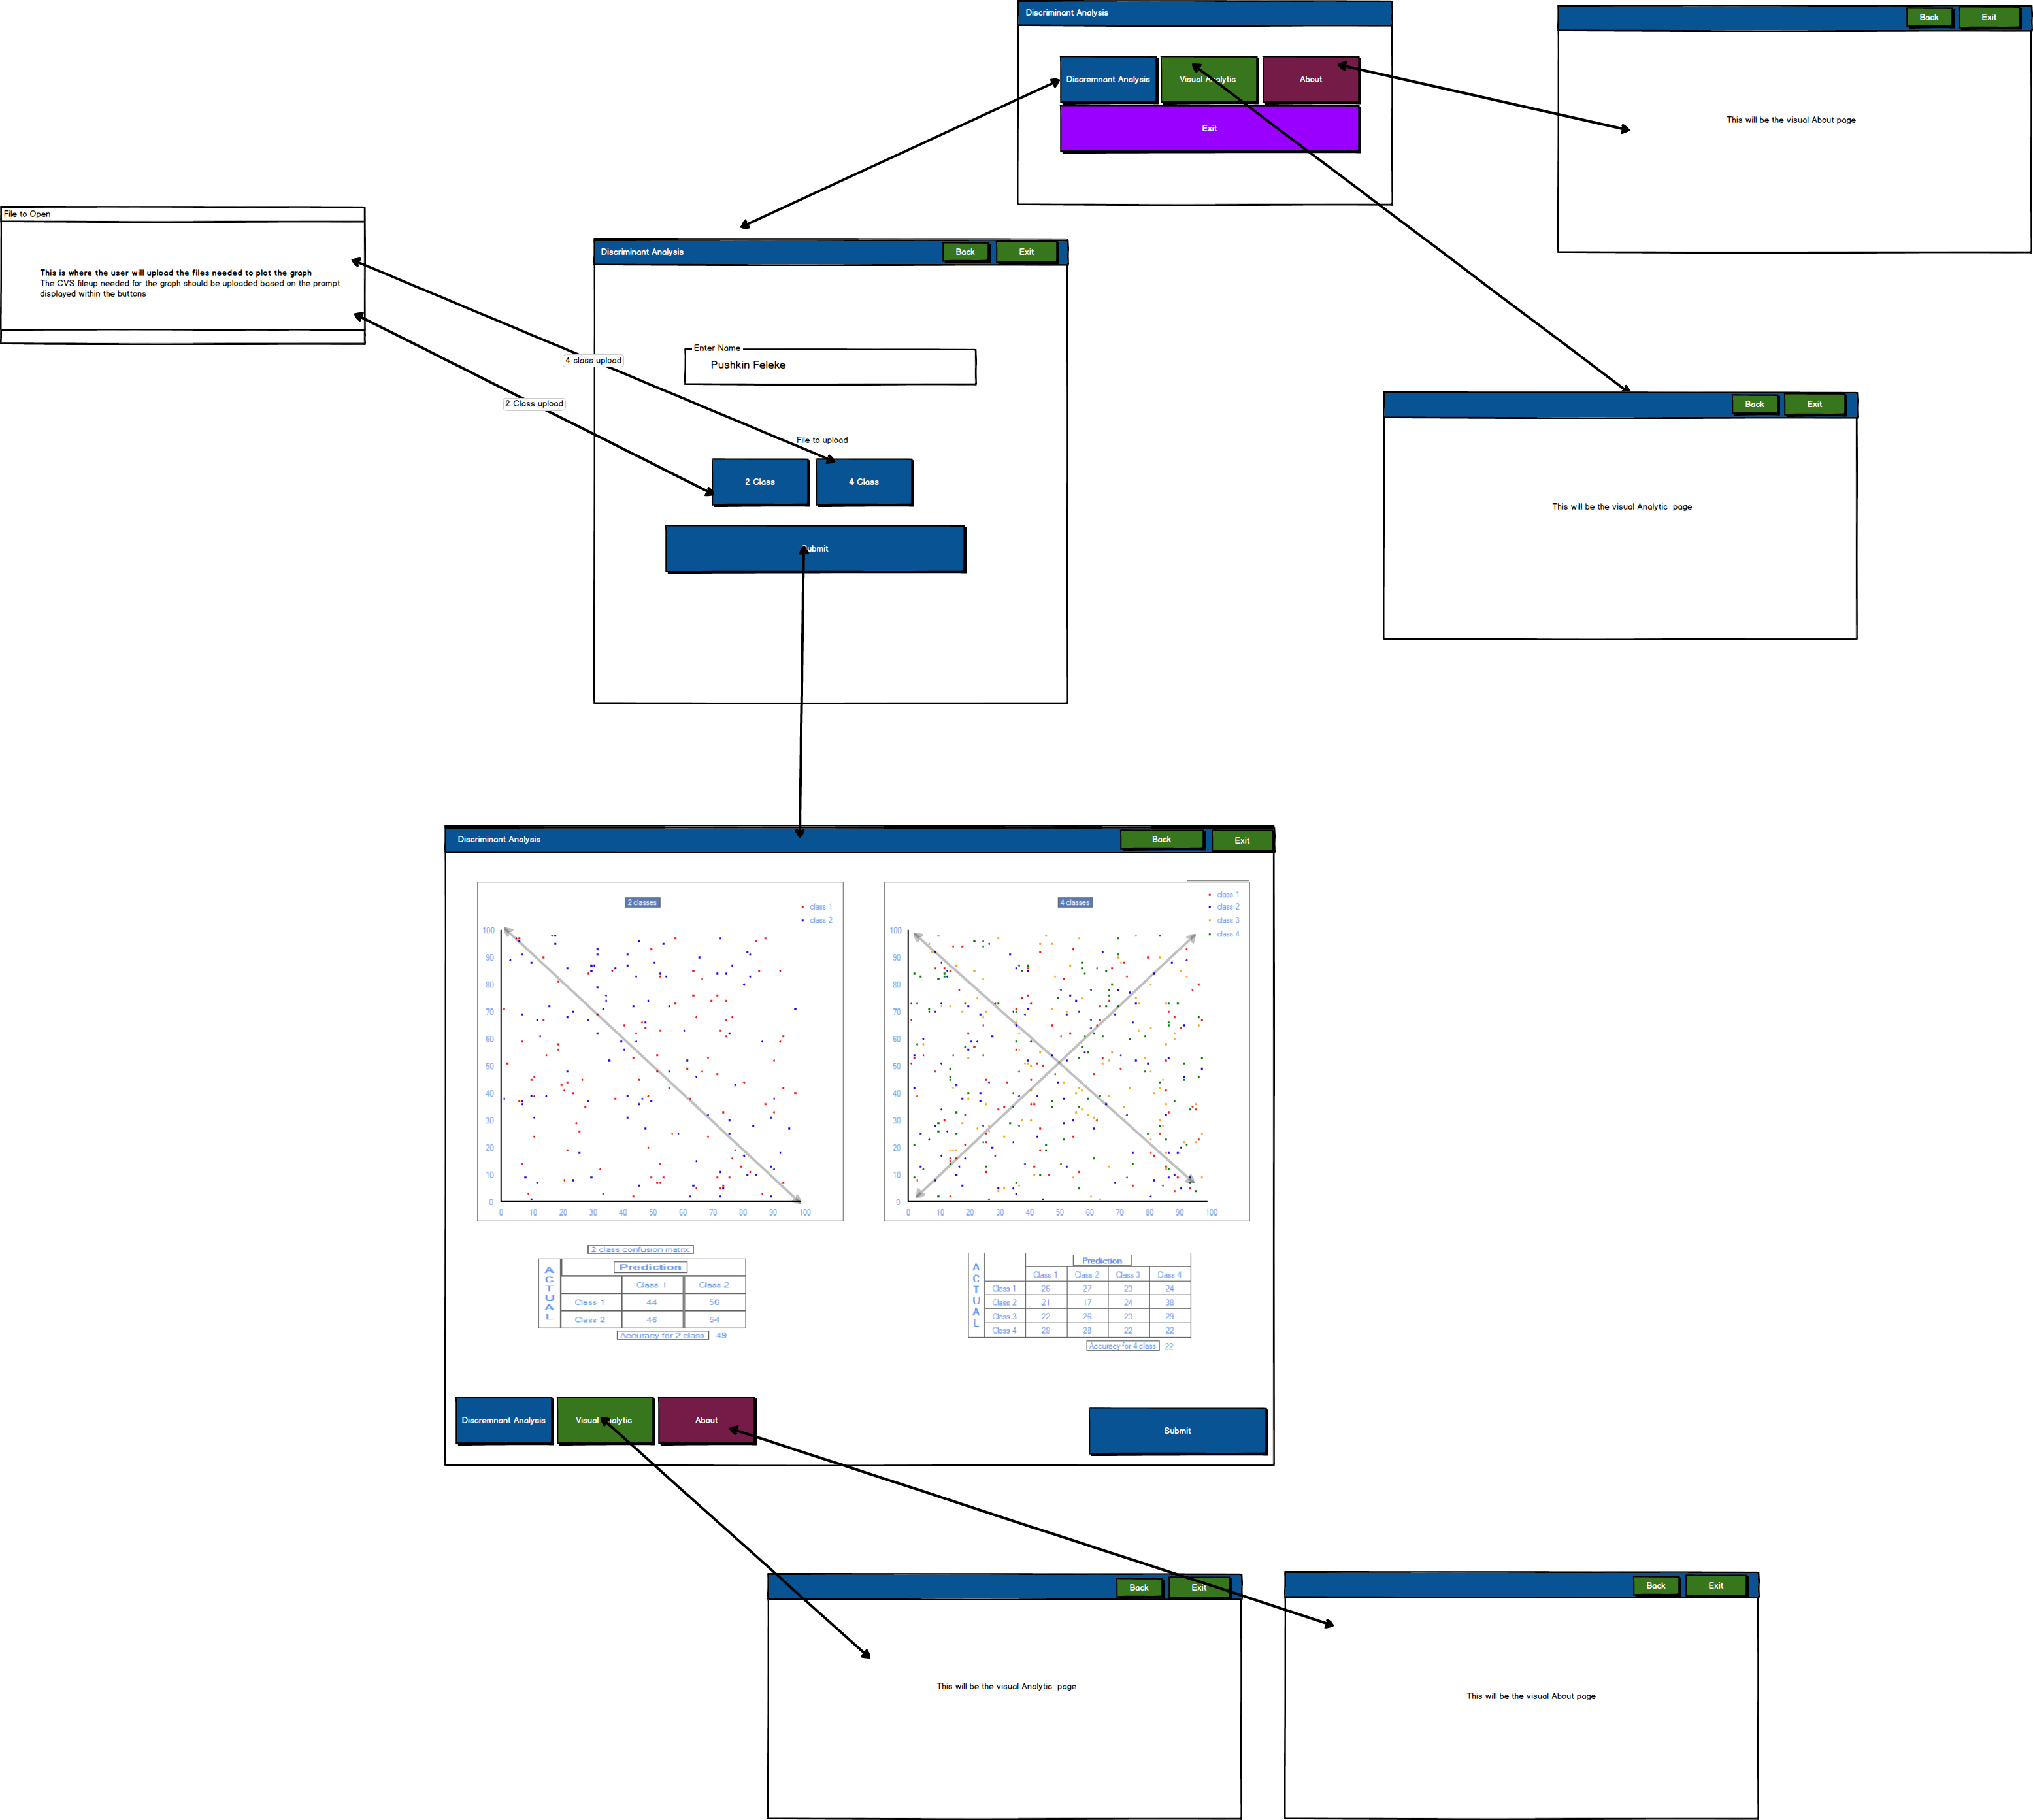 Discriminant Analysis
Discremnant Analysis
Visual Analytic
About
Exit
Back
Exit
This will be the visual About page
File to Open
This is where the user will upload the files needed to plot the graph
The CVS fileup needed for the graph should be uploaded based on the prompt
displayed within the buttons
Discriminant Analysis
Back
Exit
Enter Name
Pushkin Feleke
4 class upload
2 Class upload
File to upload
2 Class
4 Class
Submit
Back
Exit
This will be the visual Analytic page
Discriminant Analysis
Back
Exit
2 classes
class 1
class 2
100
90
80
70
60
50
40
30
20
10
0
0 10 20 30 40 50 60 70 80 90 100
4 classes
class 1
class 2
class 3
class 4
100
90
80
70
60
50
40
30
20
10
0
0 10 20 30 40 50 60 70 80 90 100
2 class confusion matrix
ACTUAL
Prediction
Class 1 Class 2
Class 1 44 56
Class 2 46 54
Accuracy for 2 class 49
ACTUAL
Prediction
Class 1 Class 2 Class 3 Class 4
Class 1 26 27 23 24
Class 2 21 17 24 38
Class 3 22 26 23 29
Class 4 28 28 22 22
Accuracy for 4 class 22
Discremnant Analysis
Visual Analytic
About
Submit
Back
Exit
This will be the visual Analytic page
Back
Exit
This will be the visual About page